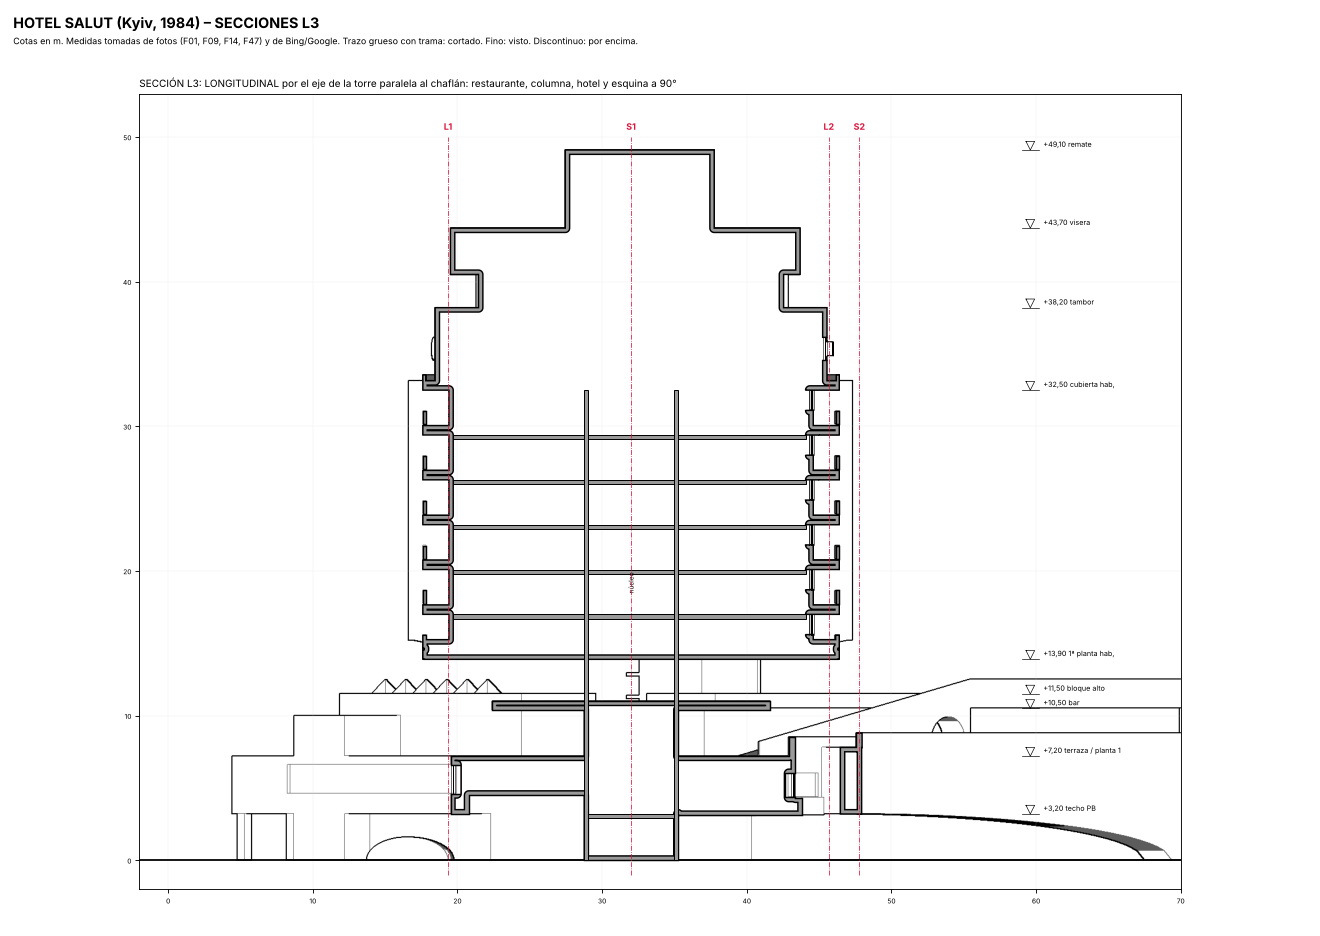 HOTEL SALUT (Kyiv, 1984) – SECCIONES L3
Cotas en m. Medidas tomadas de fotos (F01, F09, F14, F47) y de Bing/Google. Trazo grueso con trama: cortado. Fino: visto. Discontinuo: por encima.
SECCIÓN L3: LONGITUDINAL por el eje de la torre paralela al chaflán: restaurante, columna, hotel y esquina a 90°
L1
S1
L2
S2
50
+49,10 remate
+43,70 visera
40
+38,20 tambor
+32,50 cubierta hab,
30
20
núcleo
+13,90 1ª planta hab,
+11,50 bloque alto
+10,50 bar
10
+7,20 terraza / planta 1
+3,20 techo PB
0
0
10
20
30
40
50
60
70